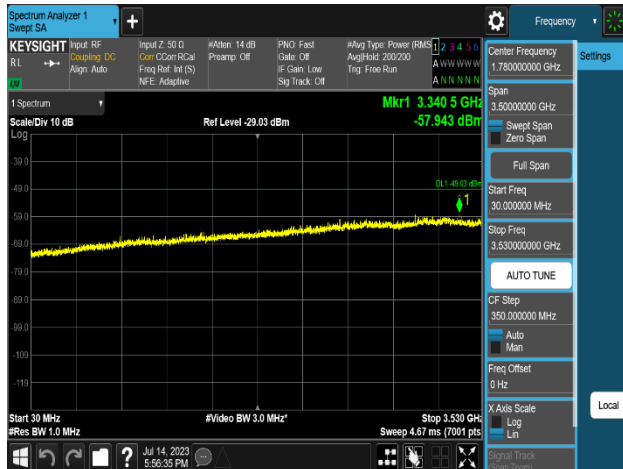 Spectrum Analyzer 1
Swept SA
Frequency
KEYSIGHT
Input: RF
Input Z: 50 Ω
#Atten: 14 dB
PNO: Fast
#Avg Type: Power (RMS
1 2 3 4 5 6
RL
Coupling: DC
Corr CCorr RCal
Preamp: Off
Gate: Off
Avg|Hold: 200/200
A W W W W W
Align: Auto
Freq Ref: Int (S)
IF Gain: Low
Trig: Free Run
NFE: Adaptive
Sig Track: Off
A N N N N N
1 Spectrum
Mkr1 3.340 5 GHz
Scale/Div 10 dB
Ref Level -29.03 dBm
-57.943 dBm
Log
-39.0
-49.0
-59.0
-69.0
-79.0
-89.0
-99.0
-109
-119
DL1 -49.03 dBm
1
Start 30 MHz
#Video BW 3.0 MHz*
Stop 3.530 GHz
#Res BW 1.0 MHz
Sweep 4.67 ms (7001 pts
Jul 14, 2023
5:56:35 PM
Center Frequency
1.780000000 GHz
Settings
Span
3.50000000 GHz
Swept Span
Zero Span
Full Span
Start Freq
30.000000 MHz
Stop Freq
3.530000000 GHz
AUTO TUNE
CF Step
350.000000 MHz
Auto
Man
Freq Offset
0 Hz
X Axis Scale
Log
Lin
Local
Signal Track
(Span Zoom)